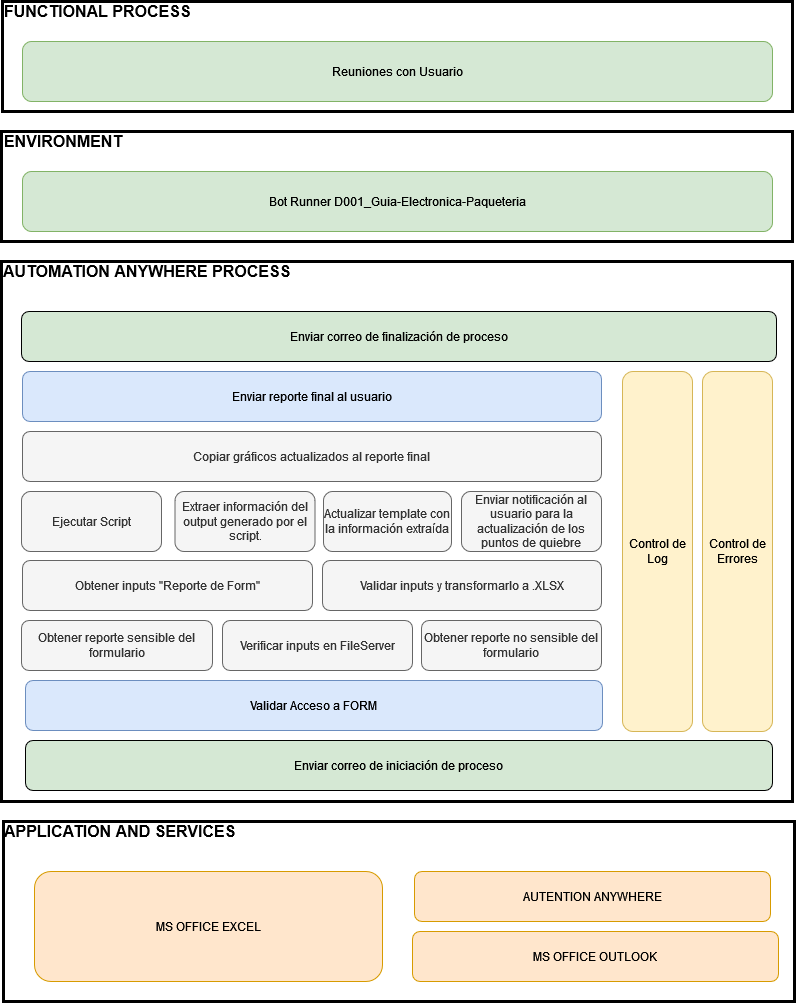 FUNCTIONAL PROCESS
Reuniones con Usuario
ENVIRONMENT
Bot Runner D001_Guia-Electronica-Paqueteria
AUTOMATION ANYWHERE PROCESS
Enviar correo de finalización de proceso
Enviar reporte final al usuario
Copiar gráficos actualizados al reporte final
Ejecutar Script
Extraer información del
output generado por el
script.
Actualizar template con
la información extraída
Enviar notificación al
usuario para la
actualización de los
puntos de quiebre
Control de
Log
Control de
Errores
Obtener inputs "Reporte de Form"
Validar inputs y transformarlo a .XLSX
Obtener reporte sensible del
formulario
Verificar inputs en FileServer
Obtener reporte no sensible del
formulario
Validar Acceso a FORM
Enviar correo de iniciación de proceso
APPLICATION AND SERVICES
MS OFFICE EXCEL
AUTENTION ANYWHERE
MS OFFICE OUTLOOK